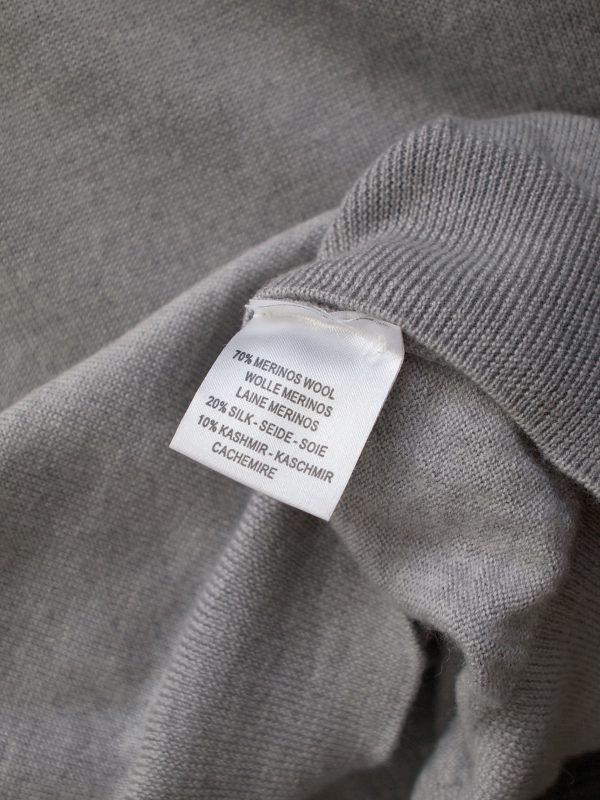 70% MERINOS WOOL
WOLLE MERINOS
LAINE MERINOS
20% SILK - SEIDE - SOIE
10% KASHMIR - KASCHMIR
CACHEMIRE